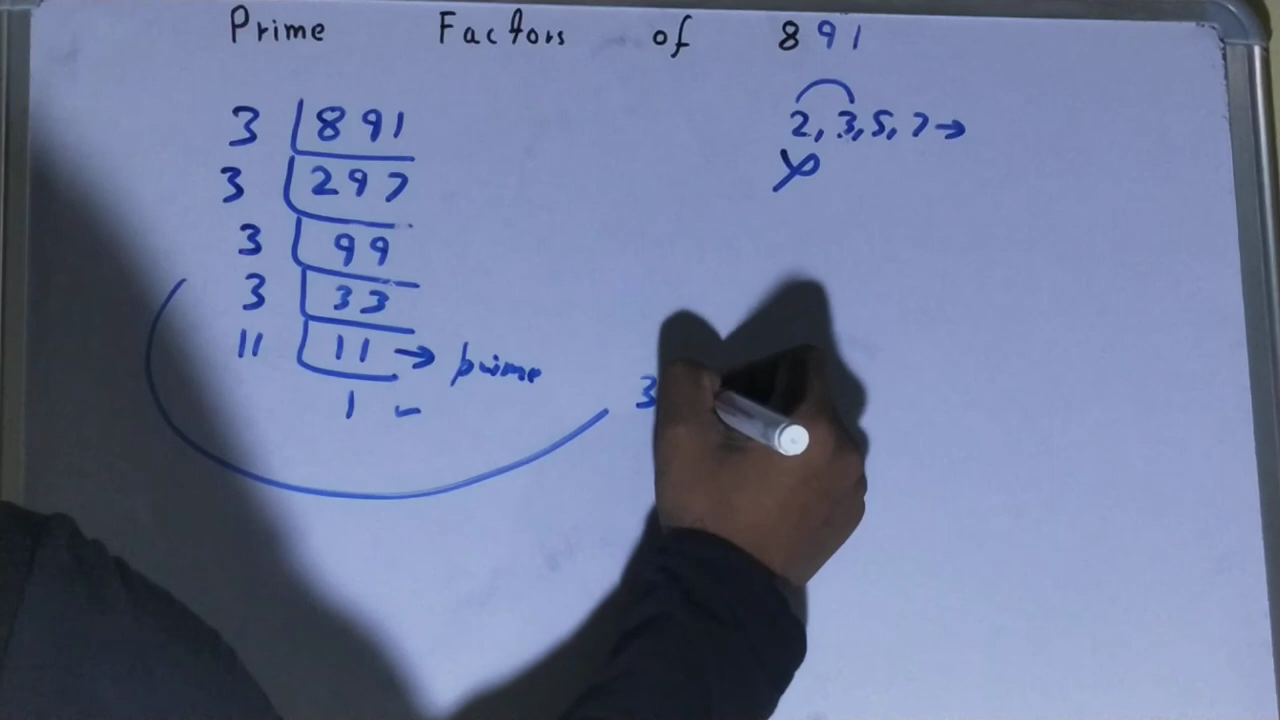 Prime Factors of 891
2, 3, 5, 7 →
3 891
3 297
3 99
3 33
11 11 → prime
1
3